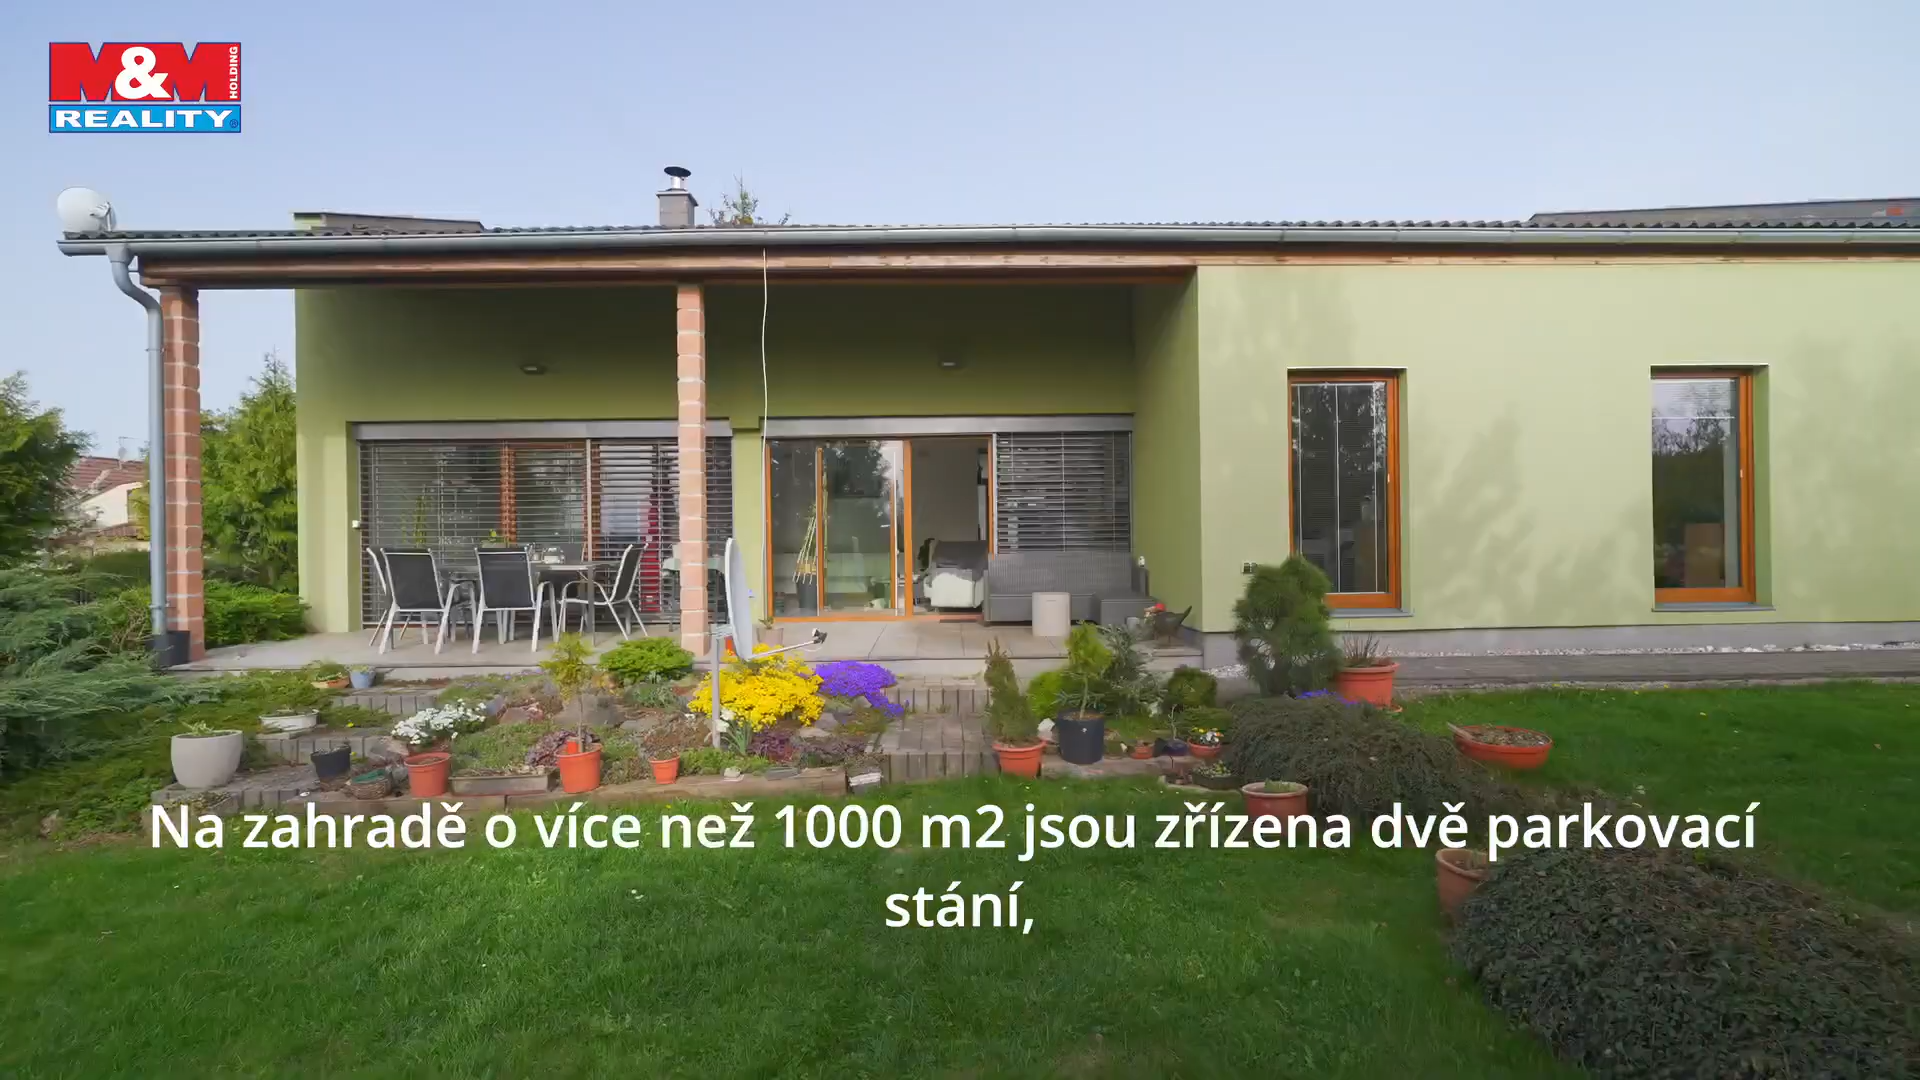 M&M
HOLDING
REALITY®
Na zahradě o více než 1000 m2 jsou zřízena dvě parkovací
stání,